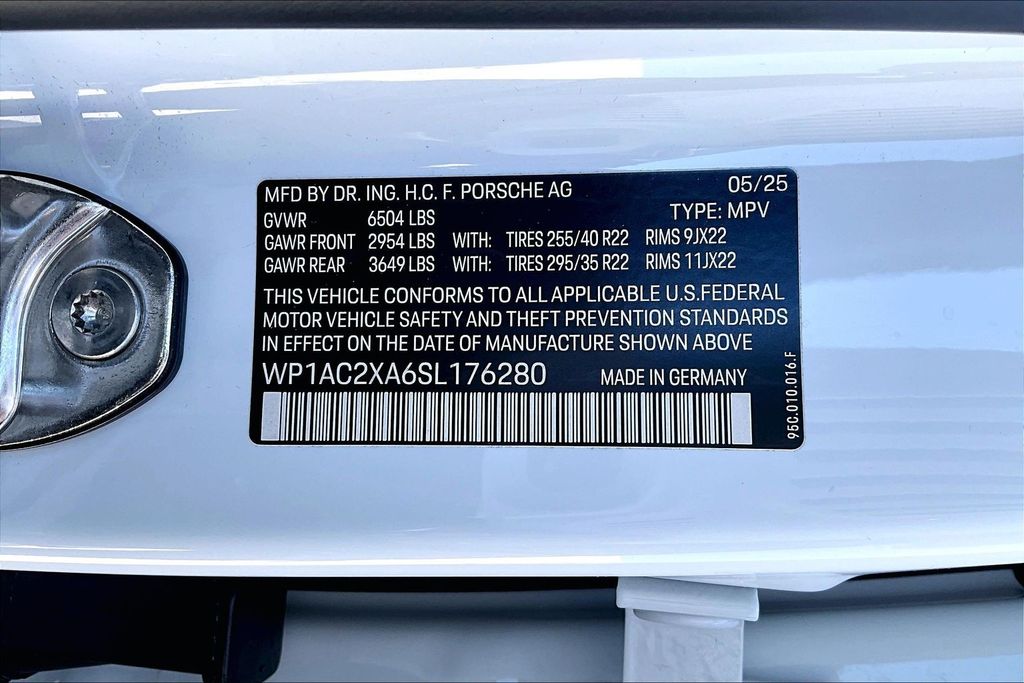 MFD BY DR. ING. H.C. F. PORSCHE AG 05/25
GVWR 6504 LBS TYPE: MPV
GAWR FRONT 2954 LBS WITH: TIRES 255/40 R22 RIMS 9JX22
GAWR REAR 3649 LBS WITH: TIRES 295/35 R22 RIMS 11JX22
THIS VEHICLE CONFORMS TO ALL APPLICABLE U.S.FEDERAL
MOTOR VEHICLE SAFETY AND THEFT PREVENTION STANDARDS
IN EFFECT ON THE DATE OF MANUFACTURE SHOWN ABOVE
WP1AC2XA6SL176280 MADE IN GERMANY
95C.010.016.F